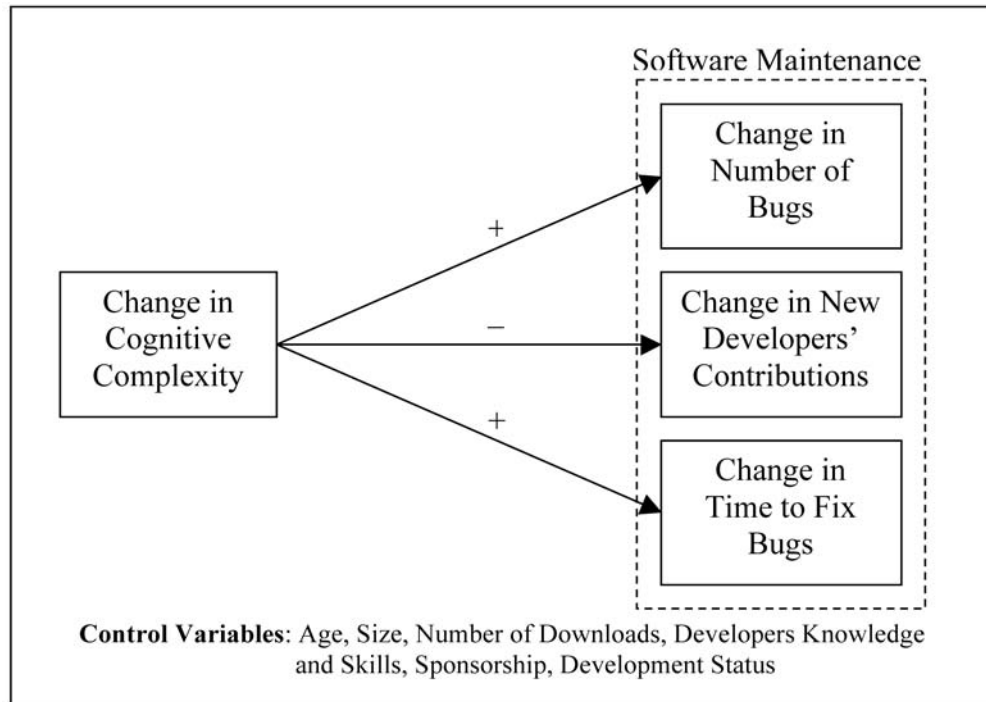 Software Maintenance
Change in
Number of
Bugs
+
Change in
Cognitive
Complexity
−
Change in New
Developers’
Contributions
+
Change in
Time to Fix
Bugs
Control Variables: Age, Size, Number of Downloads, Developers Knowledge
and Skills, Sponsorship, Development Status